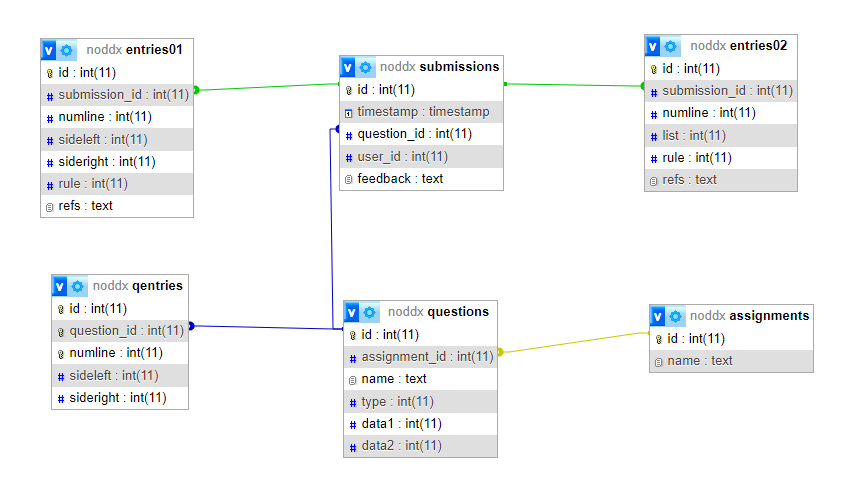 v noddx entries01
id : int(11)
# submission_id : int(11)
# numline : int(11)
# sideleft : int(11)
# sideright : int(11)
# rule : int(11)
refs : text
v noddx submissions
id : int(11)
timestamp : timestamp
# question_id : int(11)
# user_id : int(11)
feedback : text
v noddx entries02
id : int(11)
# submission_id : int(11)
# numline : int(11)
# list : int(11)
# rule : int(11)
refs : text
v noddx qentries
id : int(11)
question_id : int(11)
numline : int(11)
# sideleft : int(11)
# sideright : int(11)
v noddx questions
id : int(11)
# assignment_id : int(11)
name : text
# type : int(11)
# data1 : int(11)
# data2 : int(11)
v noddx assignments
id : int(11)
name : text